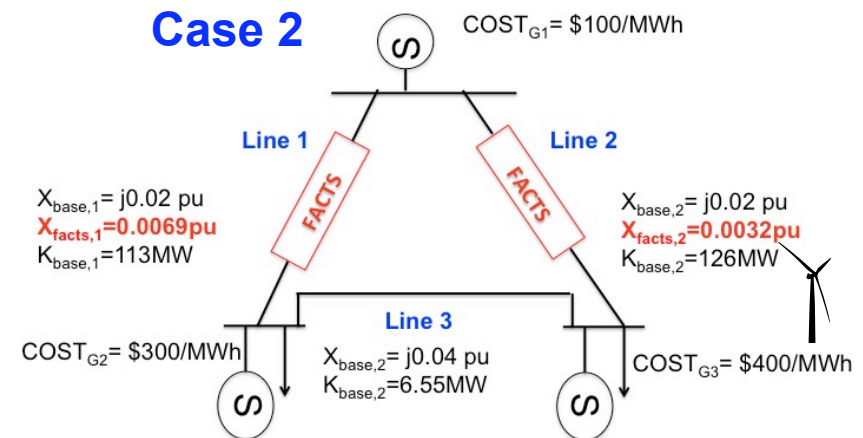 Case 2
COST_G1= $100/MWh
S
Line 1
Line 2
FACTS
FACTS
X_base,1= j0.02 pu
X_facts,1=0.0069pu
K_base,1=113MW
X_base,2= j0.02 pu
X_facts,2=0.0032pu
K_base,2=126MW
Line 3
X_base,2= j0.04 pu
K_base,2=6.55MW
COST_G2= $300/MWh
COST_G3= $400/MWh
S
S